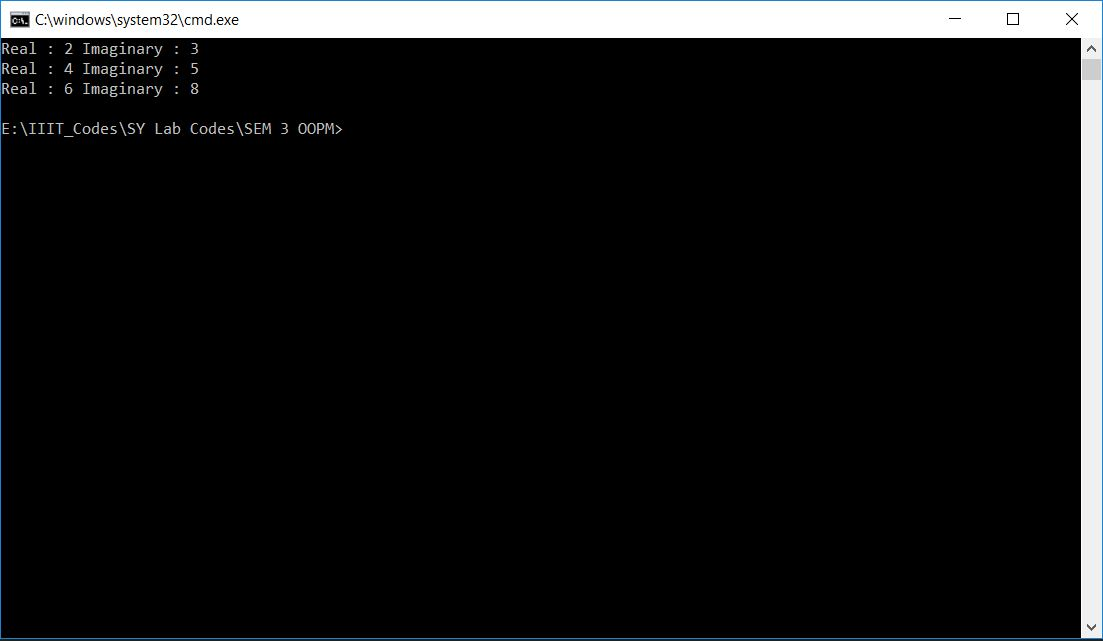 C:\windows\system32\cmd.exe
Real : 2 Imaginary : 3
Real : 4 Imaginary : 5
Real : 6 Imaginary : 8
E:\IIIT_Codes\SY Lab Codes\SEM 3 OOPM>